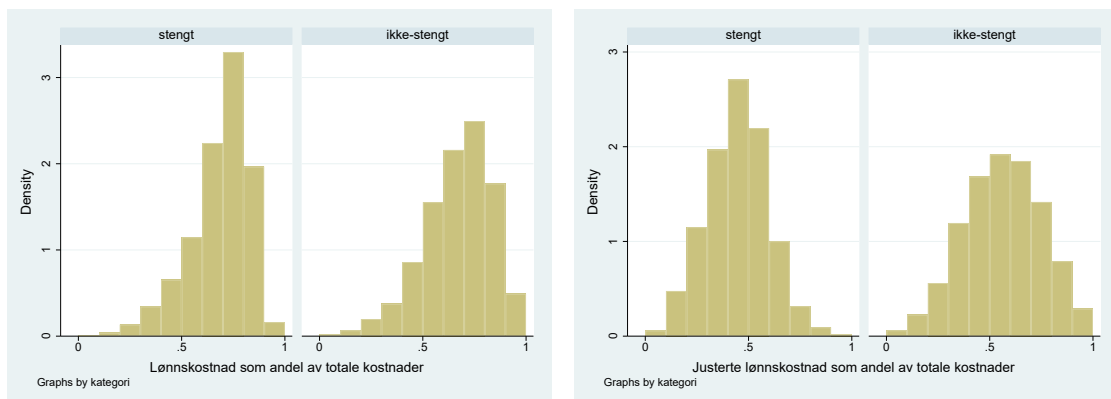 stengt
ikke-stengt
3
2
1
0
Density
0
.5
1
0
.5
1
Lønnskostnad som andel av totale kostnader
Graphs by kategori
stengt
ikke-stengt
3
2
1
0
Density
0
.5
1
0
.5
1
Justerte lønnskostnad som andel av totale kostnader
Graphs by kategori